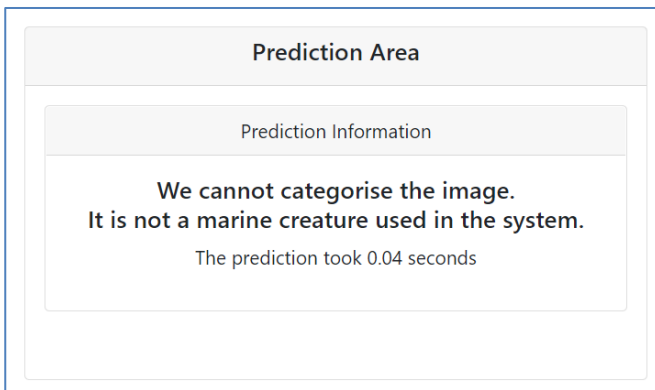 Prediction Area
Prediction Information
We cannot categorise the image.
It is not a marine creature used in the system.
The prediction took 0.04 seconds